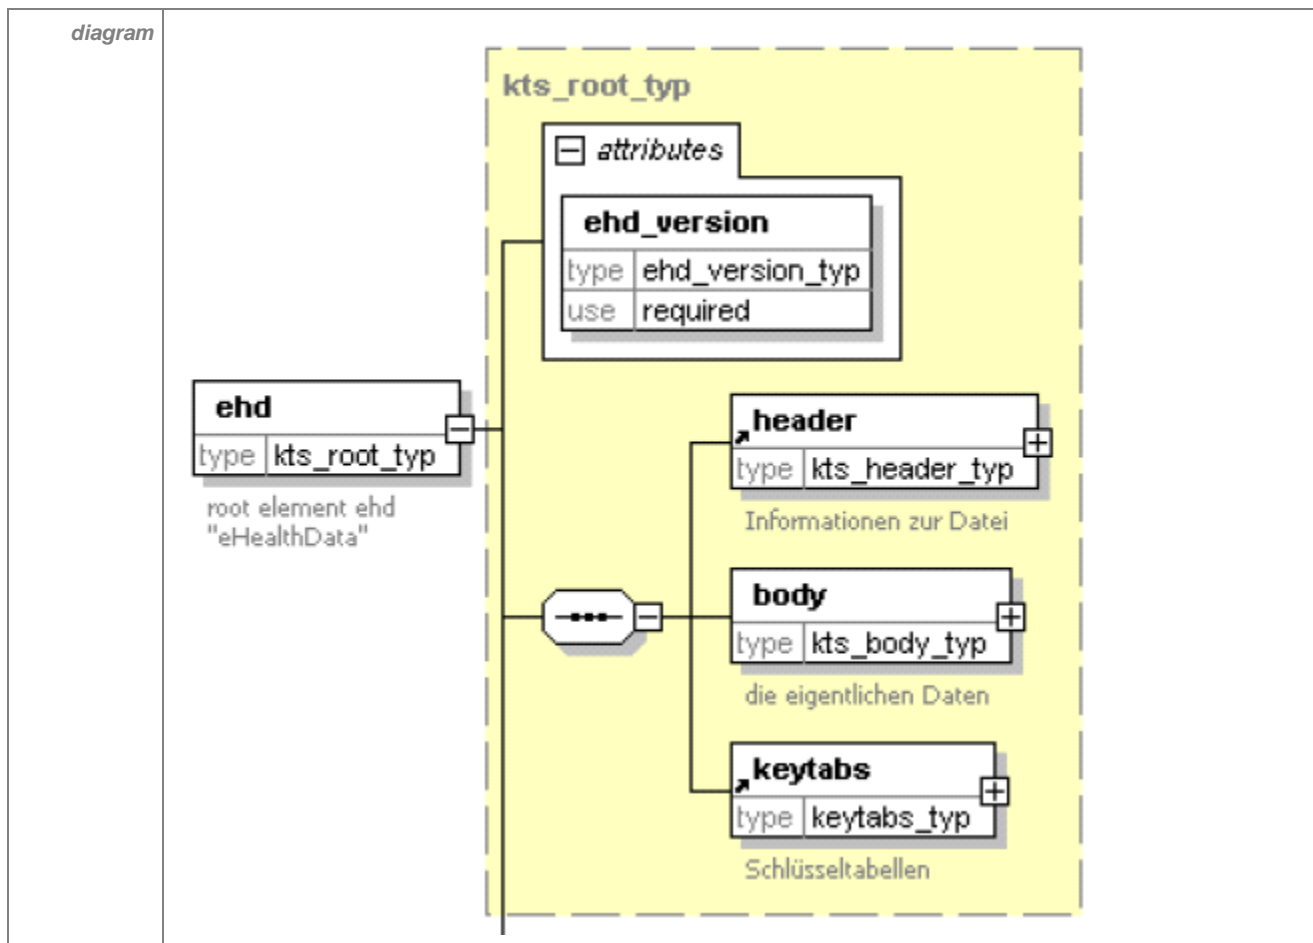 diagram
kts_root_typ
attributes
ehd_version
type ehd_version_typ
use required
ehd
type kts_root_typ
root element ehd
"eHealthData"
header
type kts_header_typ
Informationen zur Datei
body
type kts_body_typ
die eigentlichen Daten
keytabs
type keytabs_typ
Schlüsseltabellen